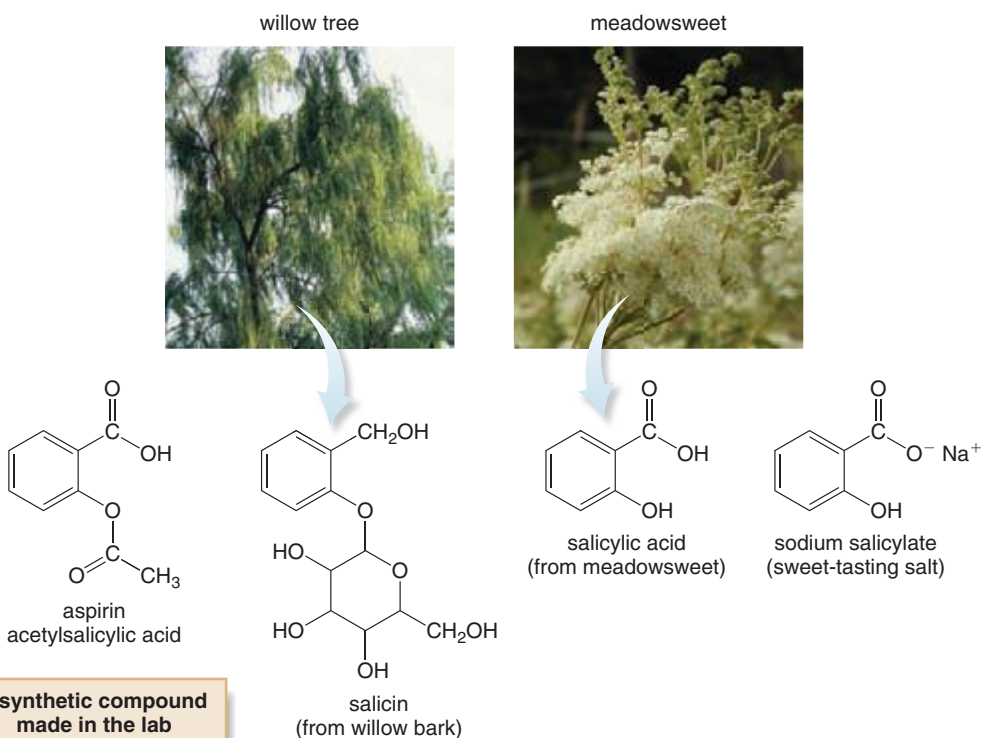 willow tree
meadowsweet
O
C
OH
O
C
O
CH₃
aspirin
acetylsalicylic acid
synthetic compound
made in the lab
CH₂OH
O
HO
O
HO
CH₂OH
OH
salicin
(from willow bark)
O
C
OH
OH
salicylic acid
(from meadowsweet)
O
C
O⁻ Na⁺
OH
sodium salicylate
(sweet-tasting salt)